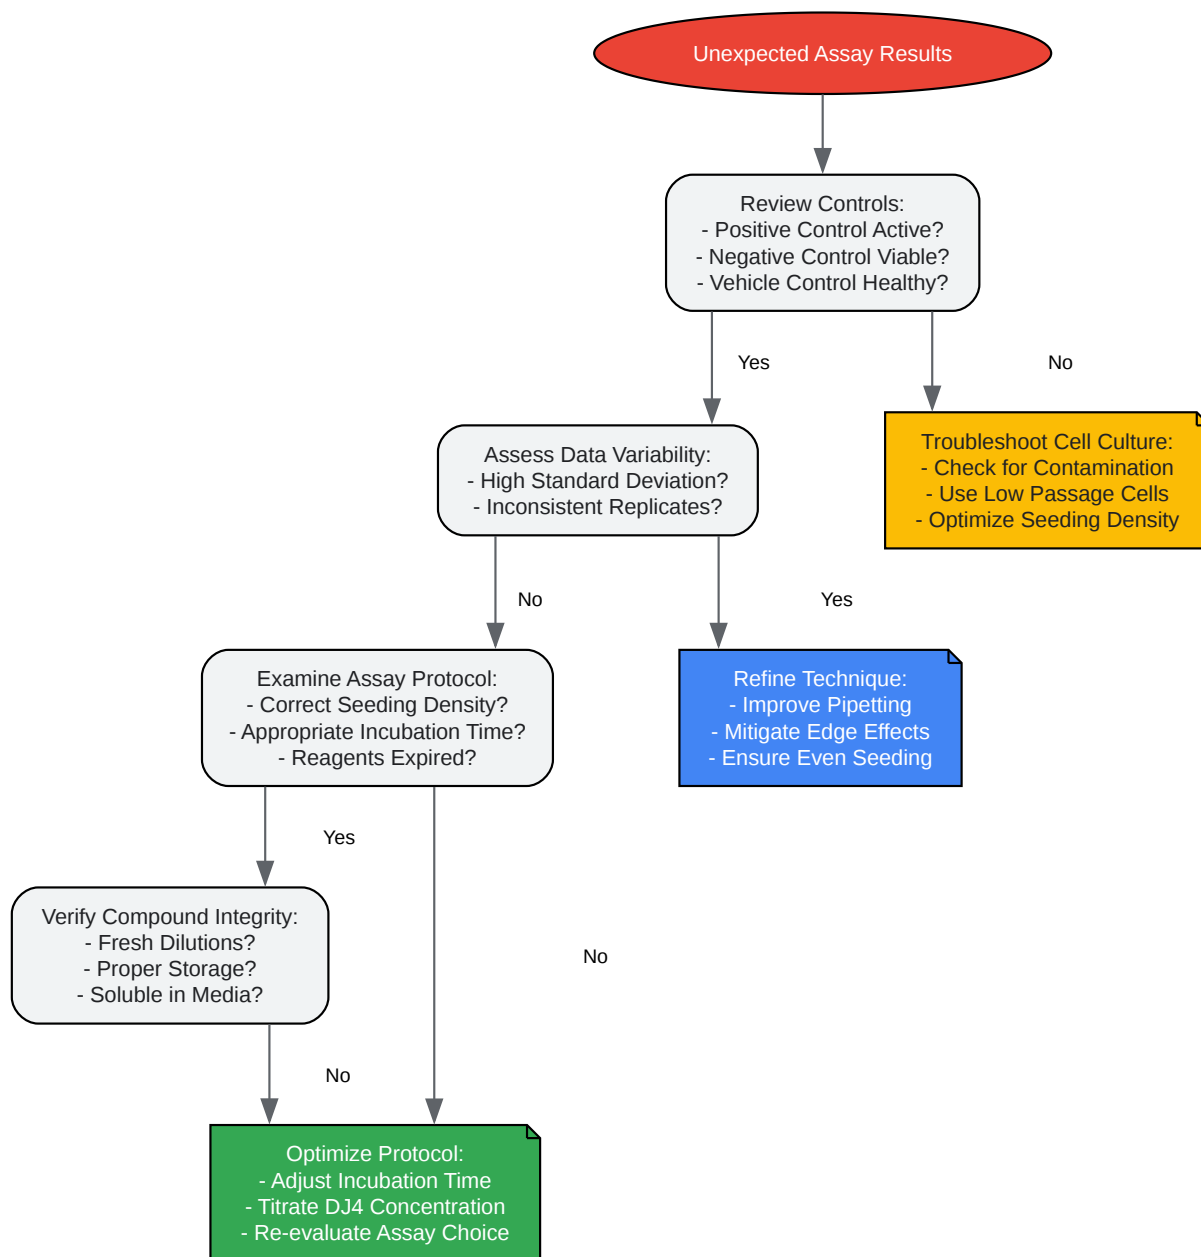 Unexpected Assay Results
Review Controls:
- Positive Control Active?
- Negative Control Viable?
- Vehicle Control Healthy?
Yes
No
Assess Data Variability:
- High Standard Deviation?
- Inconsistent Replicates?
Troubleshoot Cell Culture:
- Check for Contamination
- Use Low Passage Cells
- Optimize Seeding Density
No
Yes
Examine Assay Protocol:
- Correct Seeding Density?
- Appropriate Incubation Time?
- Reagents Expired?
Refine Technique:
- Improve Pipetting
- Mitigate Edge Effects
- Ensure Even Seeding
Yes
Verify Compound Integrity:
- Fresh Dilutions?
- Proper Storage?
- Soluble in Media?
No
No
Optimize Protocol:
- Adjust Incubation Time
- Titrate DJ4 Concentration
- Re-evaluate Assay Choice